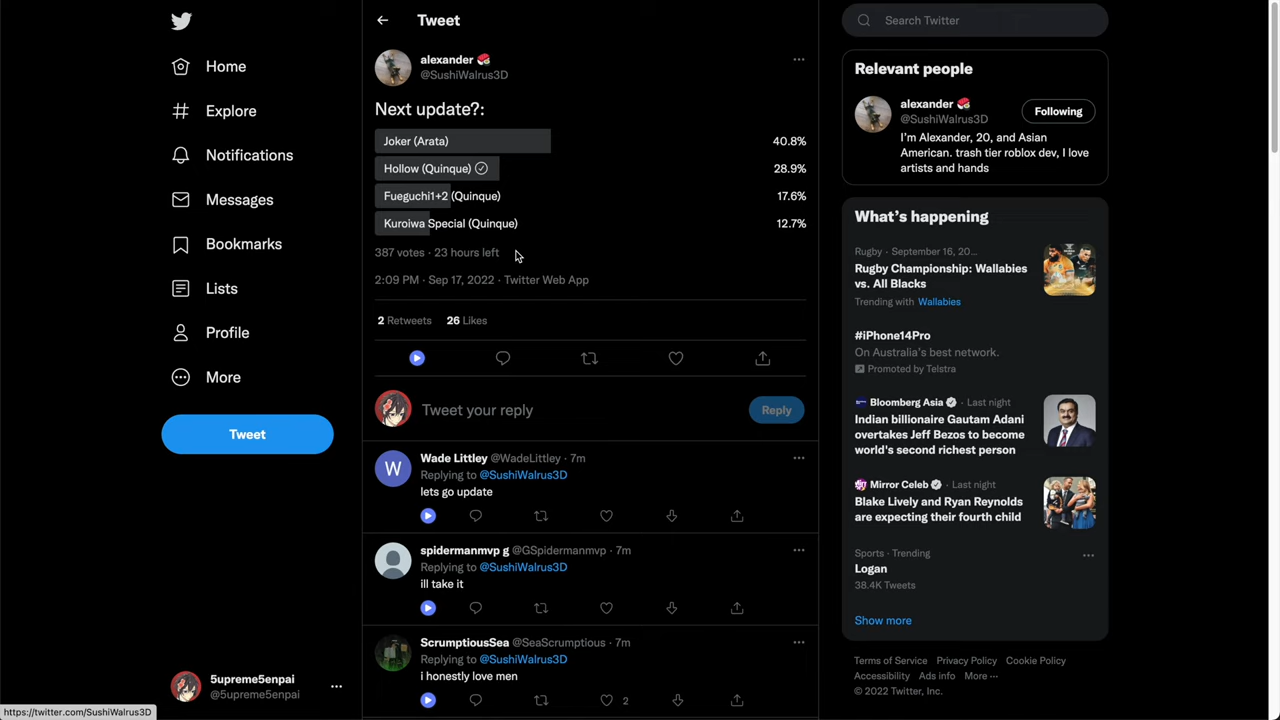 Home
Explore
Notifications
Messages
Bookmarks
Lists
Profile
More
Tweet
5upreme5enpai
@5upreme5enpai
https://twitter.com/SushiWalrus3D
Tweet
alexander
@SushiWalrus3D
Next update?:
Joker (Arata) 40.8%
Hollow (Quinque) 28.9%
Fueguchi1+2 (Quinque) 17.6%
Kuroiwa Special (Quinque) 12.7%
387 votes · 23 hours left
2:09 PM · Sep 17, 2022 · Twitter Web App
2 Retweets 26 Likes
Tweet your reply
Reply
W
Wade Littley @WadeLittley · 7m
Replying to @SushiWalrus3D
lets go update
spidermanmvp g @GSpidermanmvp · 7m
Replying to @SushiWalrus3D
ill take it
ScrumptiousSea @SeaScrumptious · 7m
Replying to @SushiWalrus3D
i honestly love men
2
Search Twitter
Relevant people
alexander
@SushiWalrus3D
Following
I'm Alexander, 20, and Asian
American. trash tier roblox dev, I love
artists and hands
What's happening
Rugby · September 16, 20...
Rugby Championship: Wallabies
vs. All Blacks
Trending with Wallabies
#iPhone14Pro
On Australia's best network.
Promoted by Telstra
Bloomberg Asia · Last night
Indian billionaire Gautam Adani
overtakes Jeff Bezos to become
world's second richest person
Mirror Celeb · Last night
Blake Lively and Ryan Reynolds
are expecting their fourth child
Sports · Trending
Logan
38.4K Tweets
Show more
Terms of Service Privacy Policy Cookie Policy
Accessibility Ads info More ···
© 2022 Twitter, Inc.